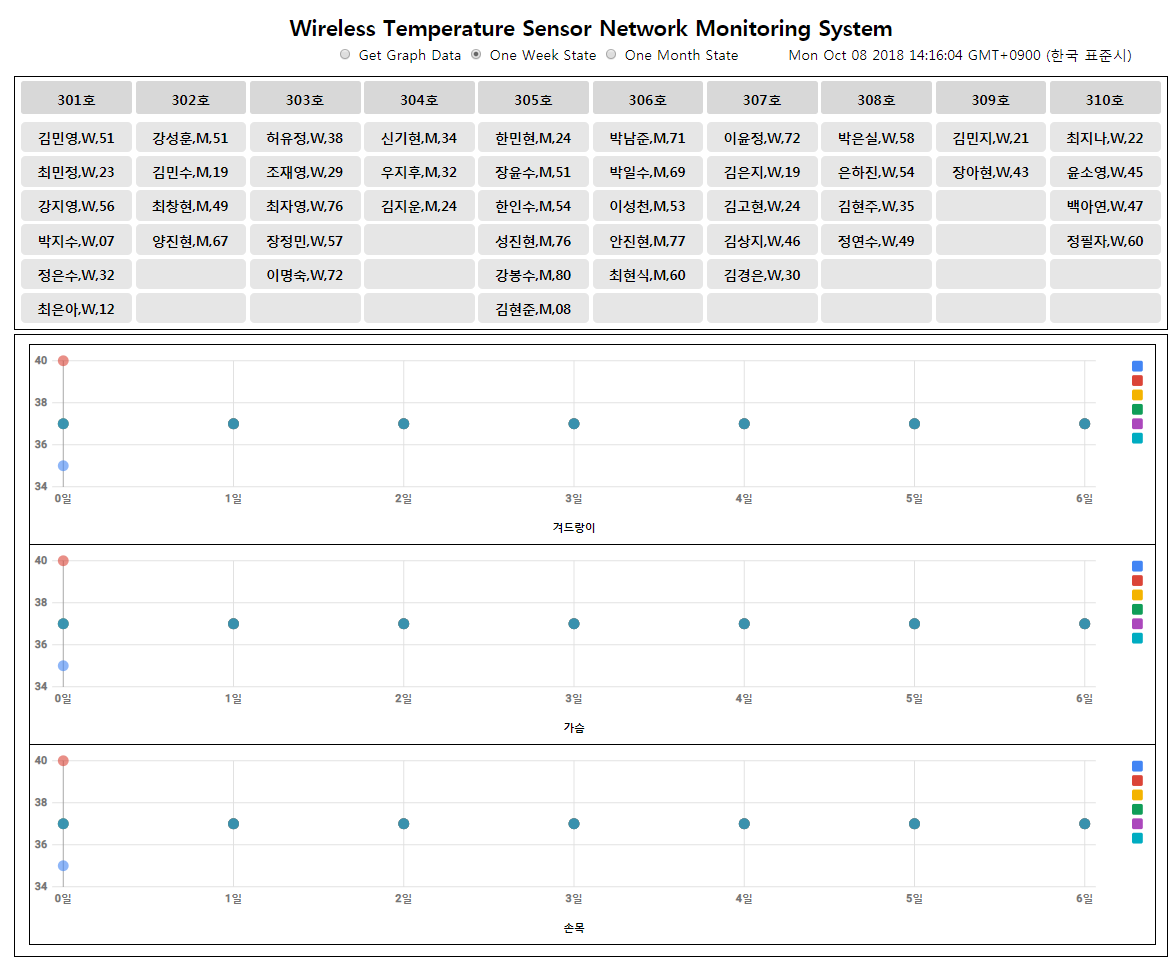 Wireless Temperature Sensor Network Monitoring System
Get Graph Data One Week State One Month State Mon Oct 08 2018 14:16:04 GMT+0900 (한국 표준시)
301호 302호 303호 304호 305호 306호 307호 308호 309호 310호
김민영,W,51 강성훈,M,51 허유정,W,38 신기현,M,34 한민현,M,24 박남준,M,71 이윤정,W,72 박은실,W,58 김민지,W,21 최지나,W,22
최민정,W,23 김민수,M,19 조재영,W,29 우지후,M,32 장윤수,M,51 박일수,M,69 김은지,W,19 은하진,W,54 장아현,W,43 윤소영,W,45
강지영,W,56 최창현,M,49 최자영,W,76 김지운,M,24 한인수,M,54 이성천,M,53 김고현,W,24 김현주,W,35 백아연,W,47
박지수,W,07 양진현,M,67 장정민,W,57 성진현,M,76 안진현,M,77 김상지,W,46 정연수,W,49 정필자,W,60
정은수,W,32 이명숙,W,72 강봉수,M,80 최현식,M,60 김경은,W,30
최은아,W,12 김현준,M,08
40
38
36
34
0일 1일 2일 3일 4일 5일 6일
겨드랑이
40
38
36
34
0일 1일 2일 3일 4일 5일 6일
가슴
40
38
36
34
0일 1일 2일 3일 4일 5일 6일
손목